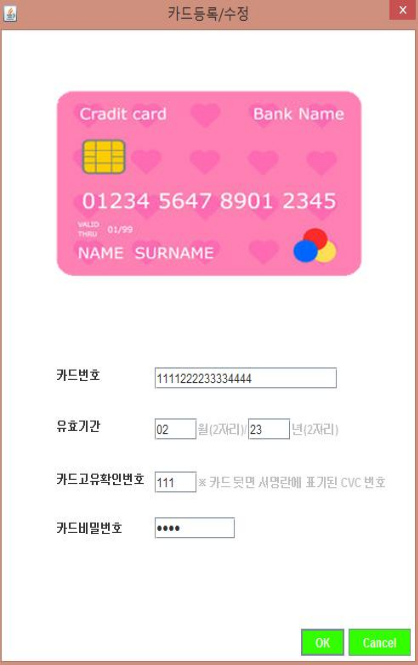 카드등록/수정
x
Cradit card Bank Name
01234 5647 8901 2345
VALID
THRU 01/99
NAME SURNAME
카드번호 1111222233334444
유효기간 02 월(2자리)/ 23 년(2자리)
카드고유확인번호 111 ※ 카드 뒷면 서명란에 표기된 CVC 번호
카드비밀번호 ••••
OK Cancel